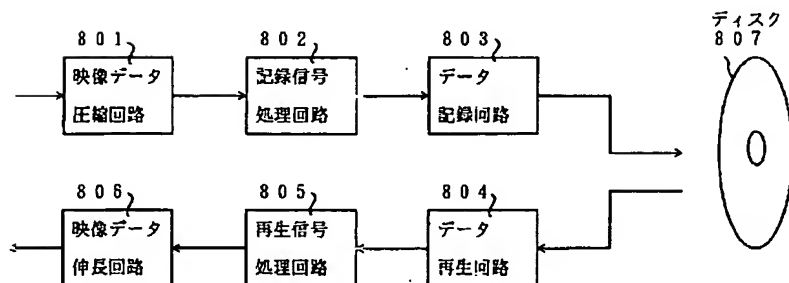 801
映像データ
圧縮回路
802
記録信号
処理回路
803
データ
記録回路
ディスク
807
806
映像データ
伸長回路
805
再生信号
処理回路
804
データ
再生回路